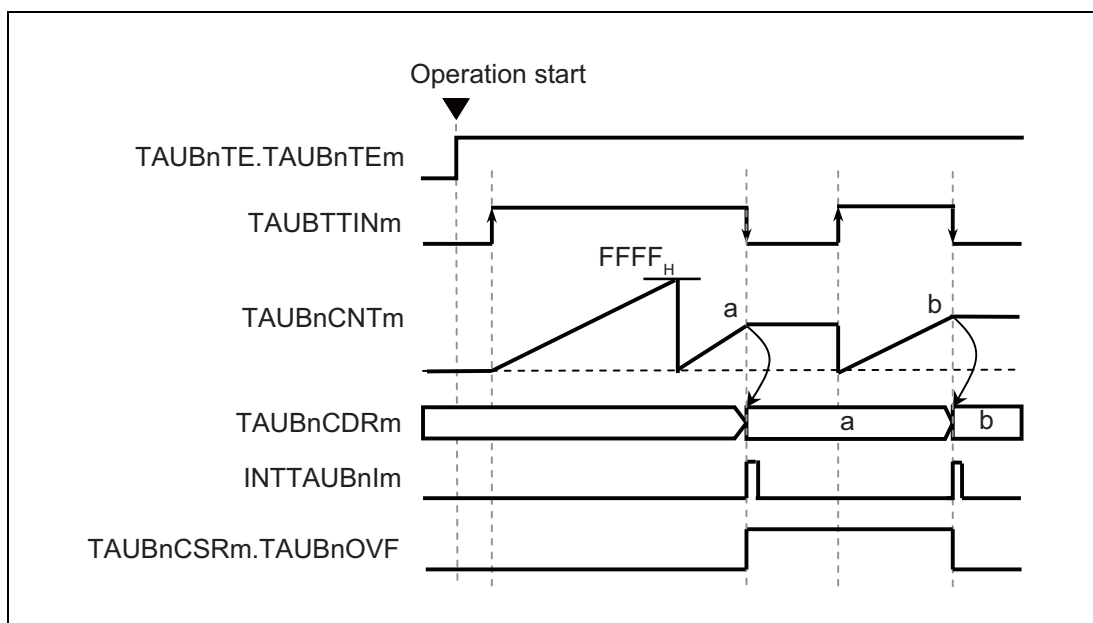 Operation start
TAUBnTE.TAUBnTEm
TAUBTTINm
FFFFH
TAUBnCNTm
a
b
TAUBnCDRm
a
b
INTTAUBnIm
TAUBnCSRm.TAUBnOVF